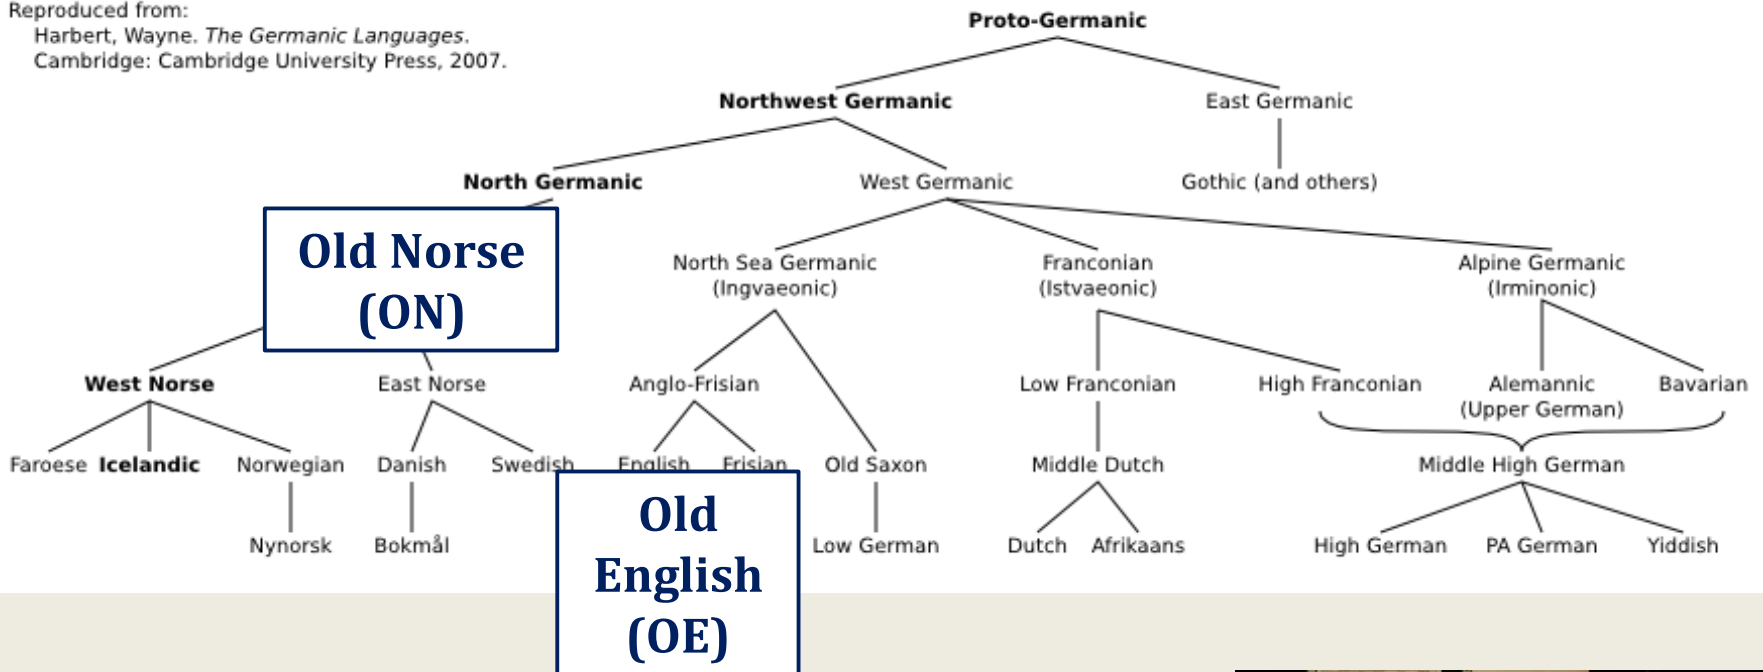 Reproduced from:
Harbert, Wayne. The Germanic Languages.
Cambridge: Cambridge University Press, 2007.
Proto-Germanic
Northwest Germanic
East Germanic
North Germanic
West Germanic
Gothic (and others)
Old Norse
(ON)
North Sea Germanic
(Ingvaeonic)
Franconian
(Istvaeonic)
Alpine Germanic
(Irminonic)
West Norse
East Norse
Anglo-Frisian
Low Franconian
High Franconian
Alemannic
(Upper German)
Bavarian
Faroese
Icelandic
Norwegian
Danish
Swedish
English
Frisian
Old Saxon
Middle Dutch
Middle High German
Nynorsk
Bokmål
Old
English
(OE)
Low German
Dutch
Afrikaans
High German
PA German
Yiddish